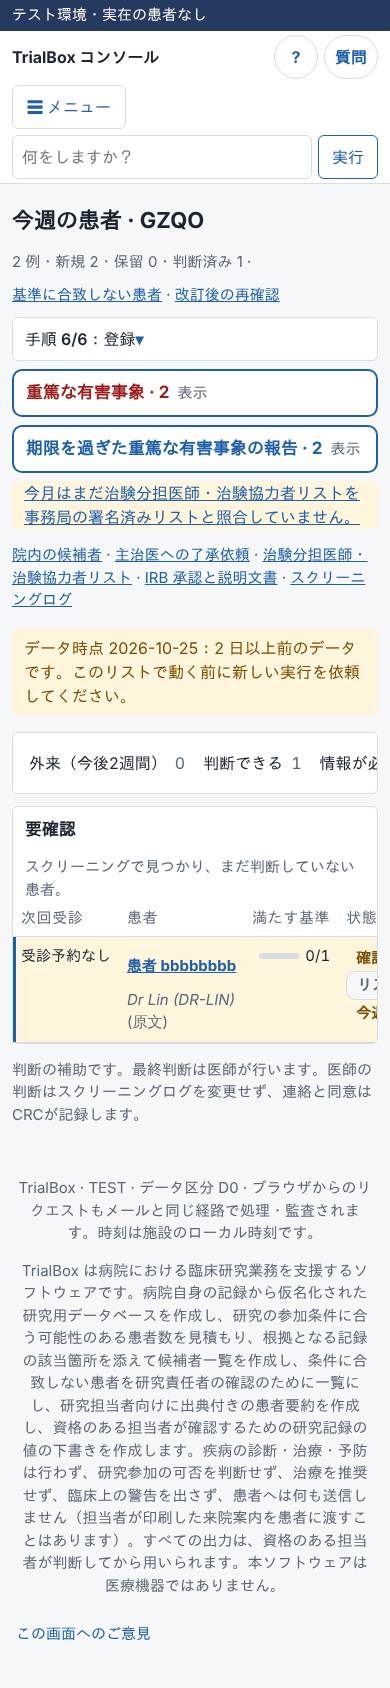 テスト環境・実在の患者なし
TrialBox コンソール
?
質問
☰ メニュー
何をしますか？
実行
今週の患者 · GZQO
2 例 · 新規 2 · 保留 0 · 判断済み 1 ·
基準に合致しない患者 · 改訂後の再確認
手順 6/6：登録▾
重篤な有害事象 · 2 表示
期限を過ぎた重篤な有害事象の報告 · 2 表示
今月はまだ治験分担医師・治験協力者リストを
事務局の署名済みリストと照合していません。
院内の候補者 · 主治医への了承依頼 · 治験分担医師・
治験協力者リスト · IRB 承認と説明文書 · スクリーニ
ングログ
データ時点 2026-10-25：2 日以上前のデータ
です。このリストで動く前に新しい実行を依頼
してください。
外来（今後2週間） 0 判断できる 1 情報が必
要確認
スクリーニングで見つかり、まだ判断していない
患者。
次回受診 患者 満たす基準 状態
受診予約なし
患者 bbbbbbbb
Dr Lin (DR-LIN)
(原文)
0/1
確認
リス
今週
判断の補助です。最終判断は医師が行います。医師の
判断はスクリーニングログを変更せず、連絡と同意は
CRCが記録します。
TrialBox · TEST · データ区分 D0 · ブラウザからのリ
クエストもメールと同じ経路で処理・監査されま
す。時刻は施設のローカル時刻です。
TrialBox は病院における臨床研究業務を支援するソ
フトウェアです。病院自身の記録から仮名化された
研究用データベースを作成し、研究の参加条件に合
う可能性のある患者数を見積もり、根拠となる記録
の該当箇所を添えて候補者一覧を作成し、条件に合
致しない患者を研究責任者の確認のために一覧に
し、研究担当者向けに出典付きの患者要約を作成
し、資格のある担当者が確認するための研究記録の
値の下書きを作成します。疾病の診断・治療・予防
は行わず、研究参加の可否を判断せず、治療を推奨
せず、臨床上の警告を出さず、患者へは何も送信し
ません（担当者が印刷した来院案内を患者に渡すこ
とはあります）。すべての出力は、資格のある担当
者が判断してから用いられます。本ソフトウェアは
医療機器ではありません。
この画面へのご意見